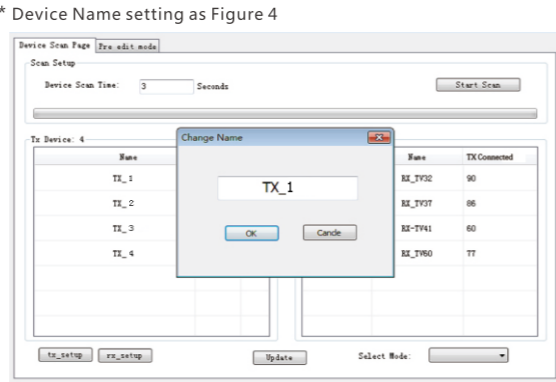 * Device Name setting as Figure 4
Device Scan Page Pre edit mode
Scan Setup
Device Scan Time: 3 Seconds Start Scan
Tx Device: 4
Change Name
TX_1
OK Cancle
Name
TX_1
TX_2
TX_3
TX_4
Name TX Connected
RX_TV32 90
RX_TV37 86
RX-TV41 60
RX_TV60 77
tx_setup rx_setup Update Select Mode: